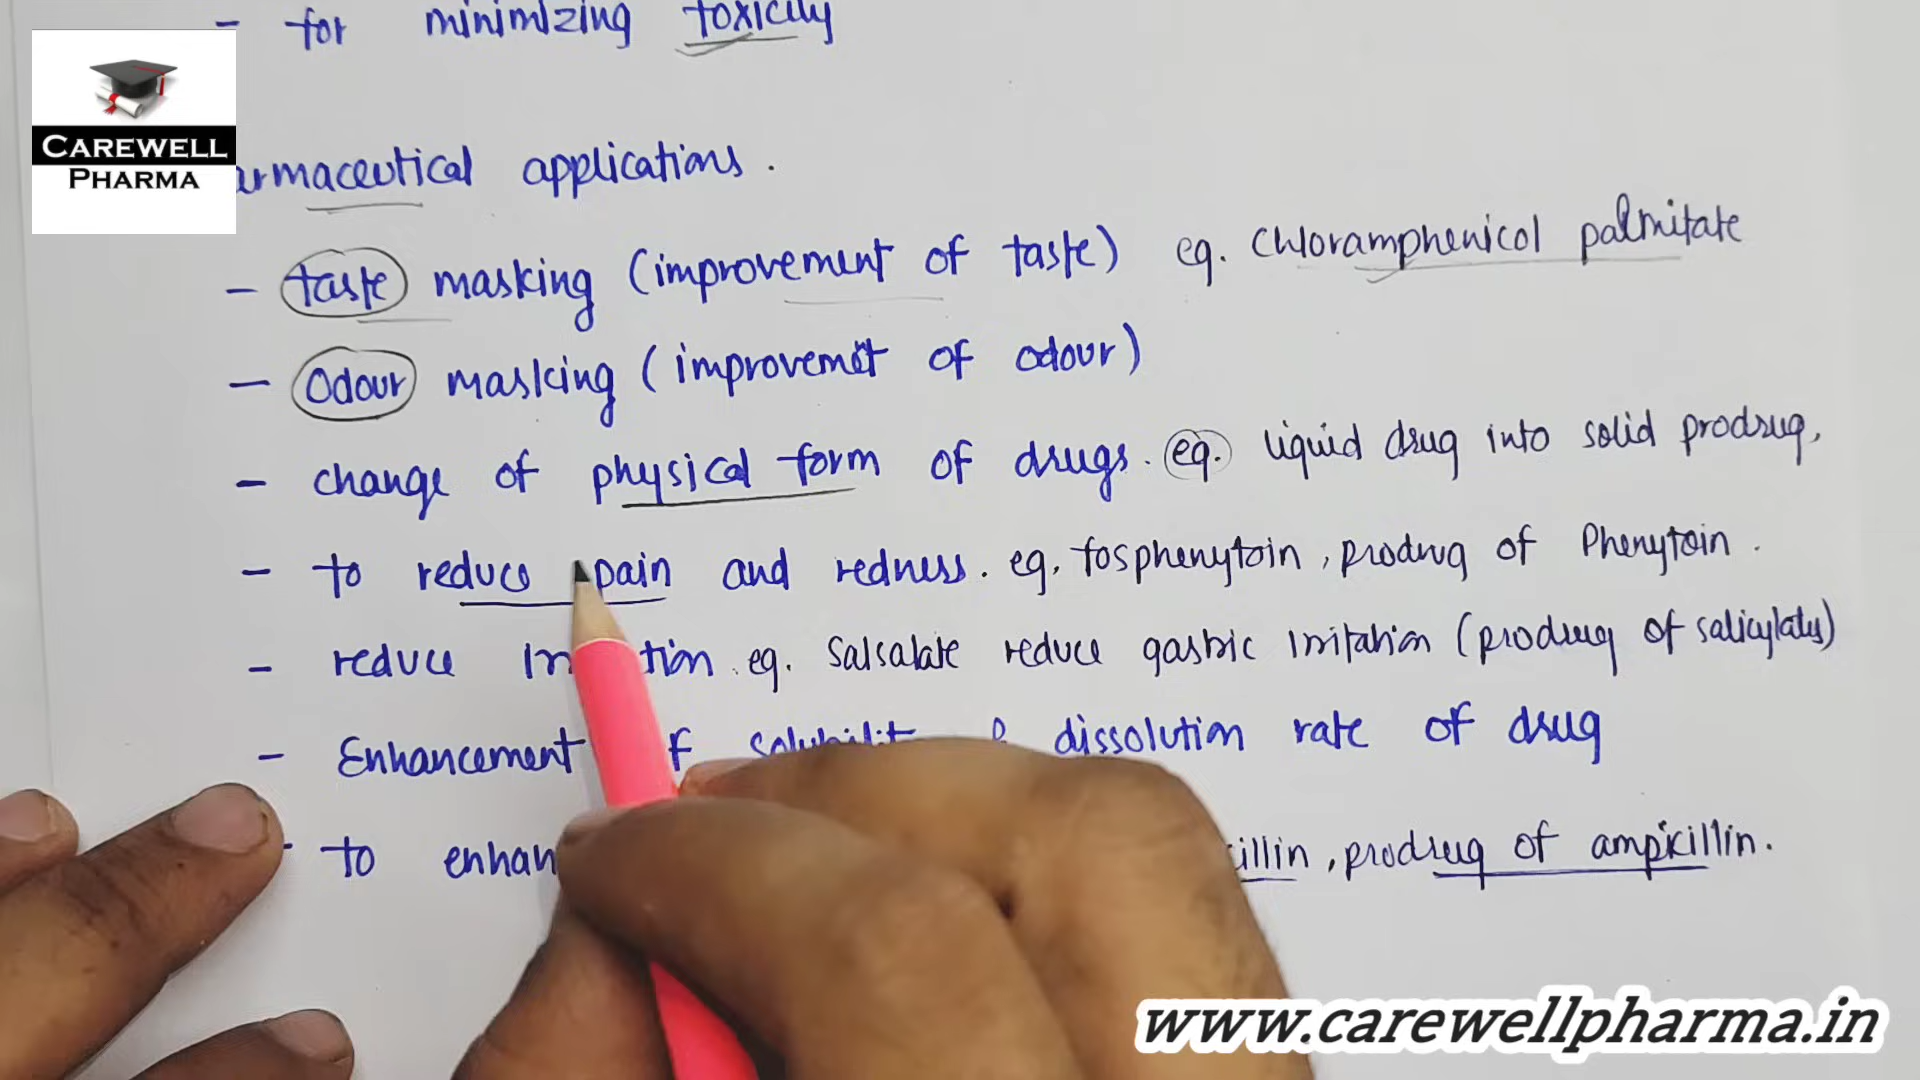 - for minimizing toxicity
CAREWELL
PHARMA
armaceutical applications.
- taste masking (improvement of taste) eg. chloramphenicol palmitate
- Odour masking (improvemet of odour)
- change of physical form of drugs. eg. liquid drug into solid prodrug,
- to reduce pain and redness. eg. fosphenytoin, prodrug of Phenytoin.
- reduce eg. Salsalate reduce gastric irritation (prodrug of salicylates)
- Enhancement & dissolution rate of drug
- to enhan illin, prodrug of ampicillin.
www.carewellpharma.in